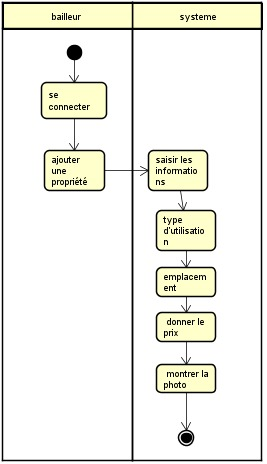 bailleur
systeme
se
connecter
ajouter
une
propriété
saisir les
informatio
ns
type
d'utilisatio
n
emplacem
ent
donner le
prix
montrer la
photo